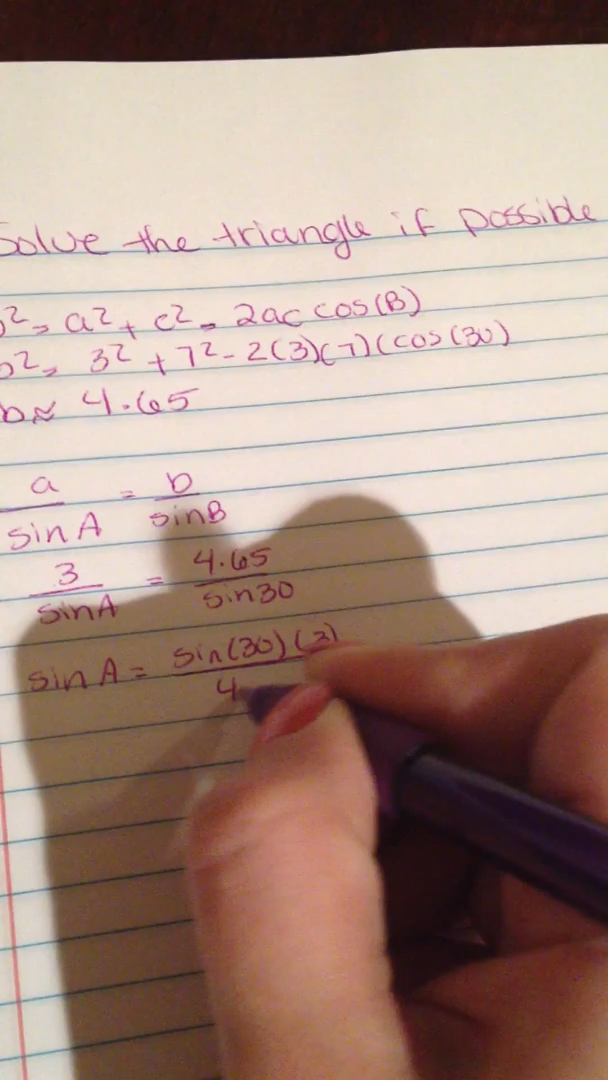 Solve the triangle if possible
b² = a² + c² - 2ac cos(B)
b² = 3² + 7² - 2(3)(7)(cos(30)
b ≈ 4.65
a/sin A = b/sin B
3/sin A = 4.65/sin 30
sin A = sin(30)(3)/4